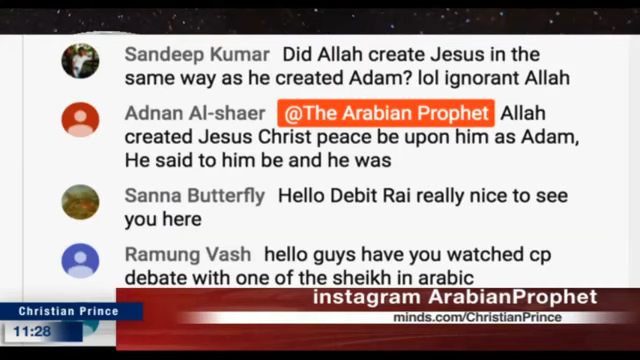 Sandeep Kumar Did Allah create Jesus in the
same way as he created Adam? lol ignorant Allah
Adnan Al-shaer @The Arabian Prophet Allah
created Jesus Christ peace be upon him as Adam,
He said to him be and he was
Sanna Butterfly Hello Debit Rai really nice to see
you here
Ramung Vash hello guys have you watched cp
debate with one of the sheikh in arabic
instagram ArabianProphet
Christian Prince
minds.com/ChristianPrince
11:28